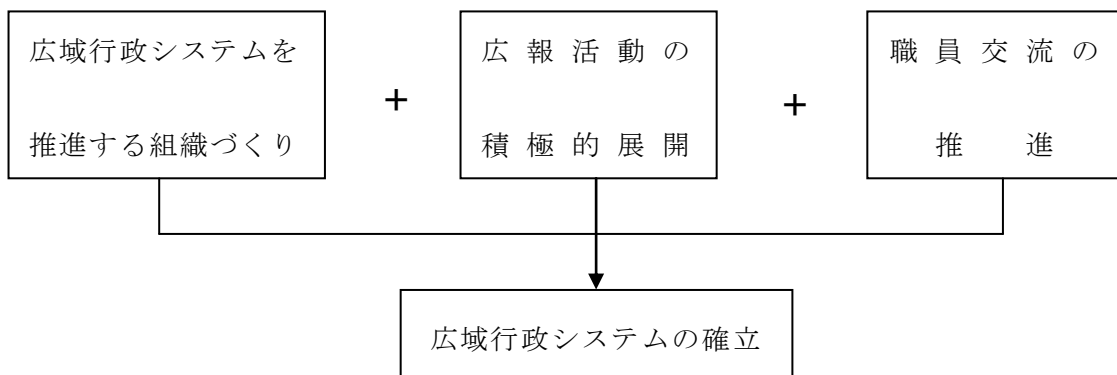 広域行政システムを
推進する組織づくり
+
広報活動の
積極的展開
+
職員交流の
推進
広域行政システムの確立